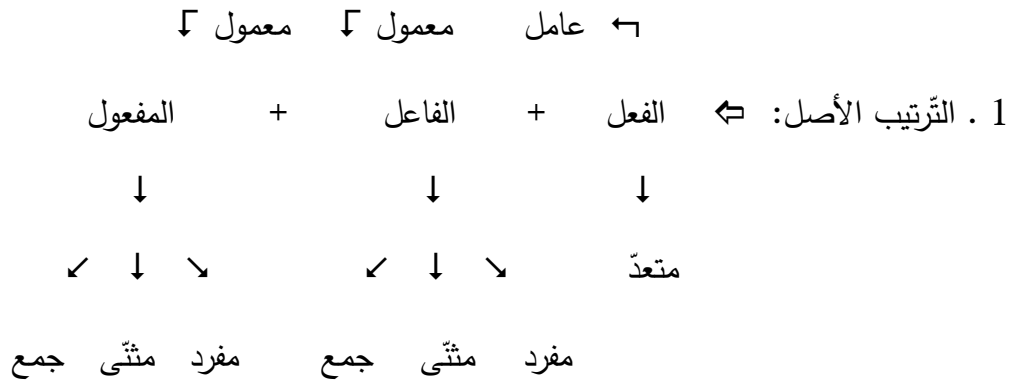 ↰ عامل معمول ↴ معمول ↴
1 . التّرتيب الأصل: ⇦ الفعل + الفاعل + المفعول
↓ ↓ ↓
متعدّ ↘ ↓ ↙ ↘ ↓ ↙
مفرد مثنّى جمع مفرد مثنّى جمع